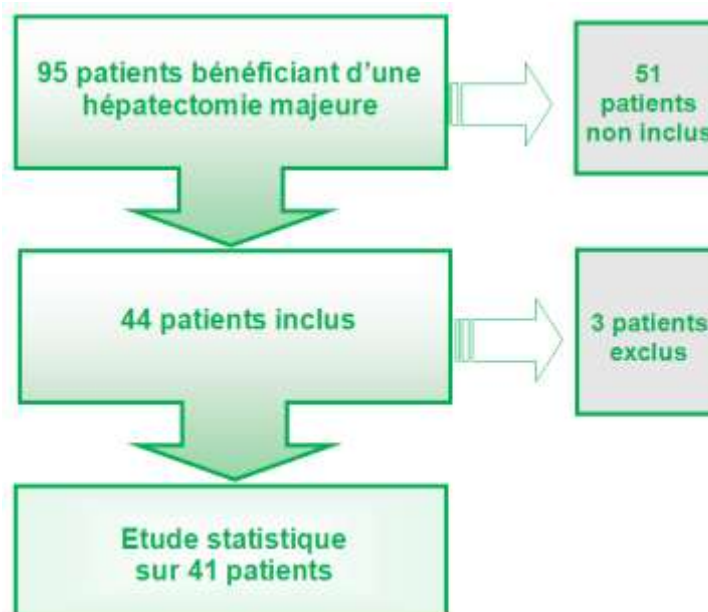 95 patients bénéficiant d'une
hépatectomie majeure
51
patients
non inclus
44 patients inclus
3 patients
exclus
Etude statistique
sur 41 patients